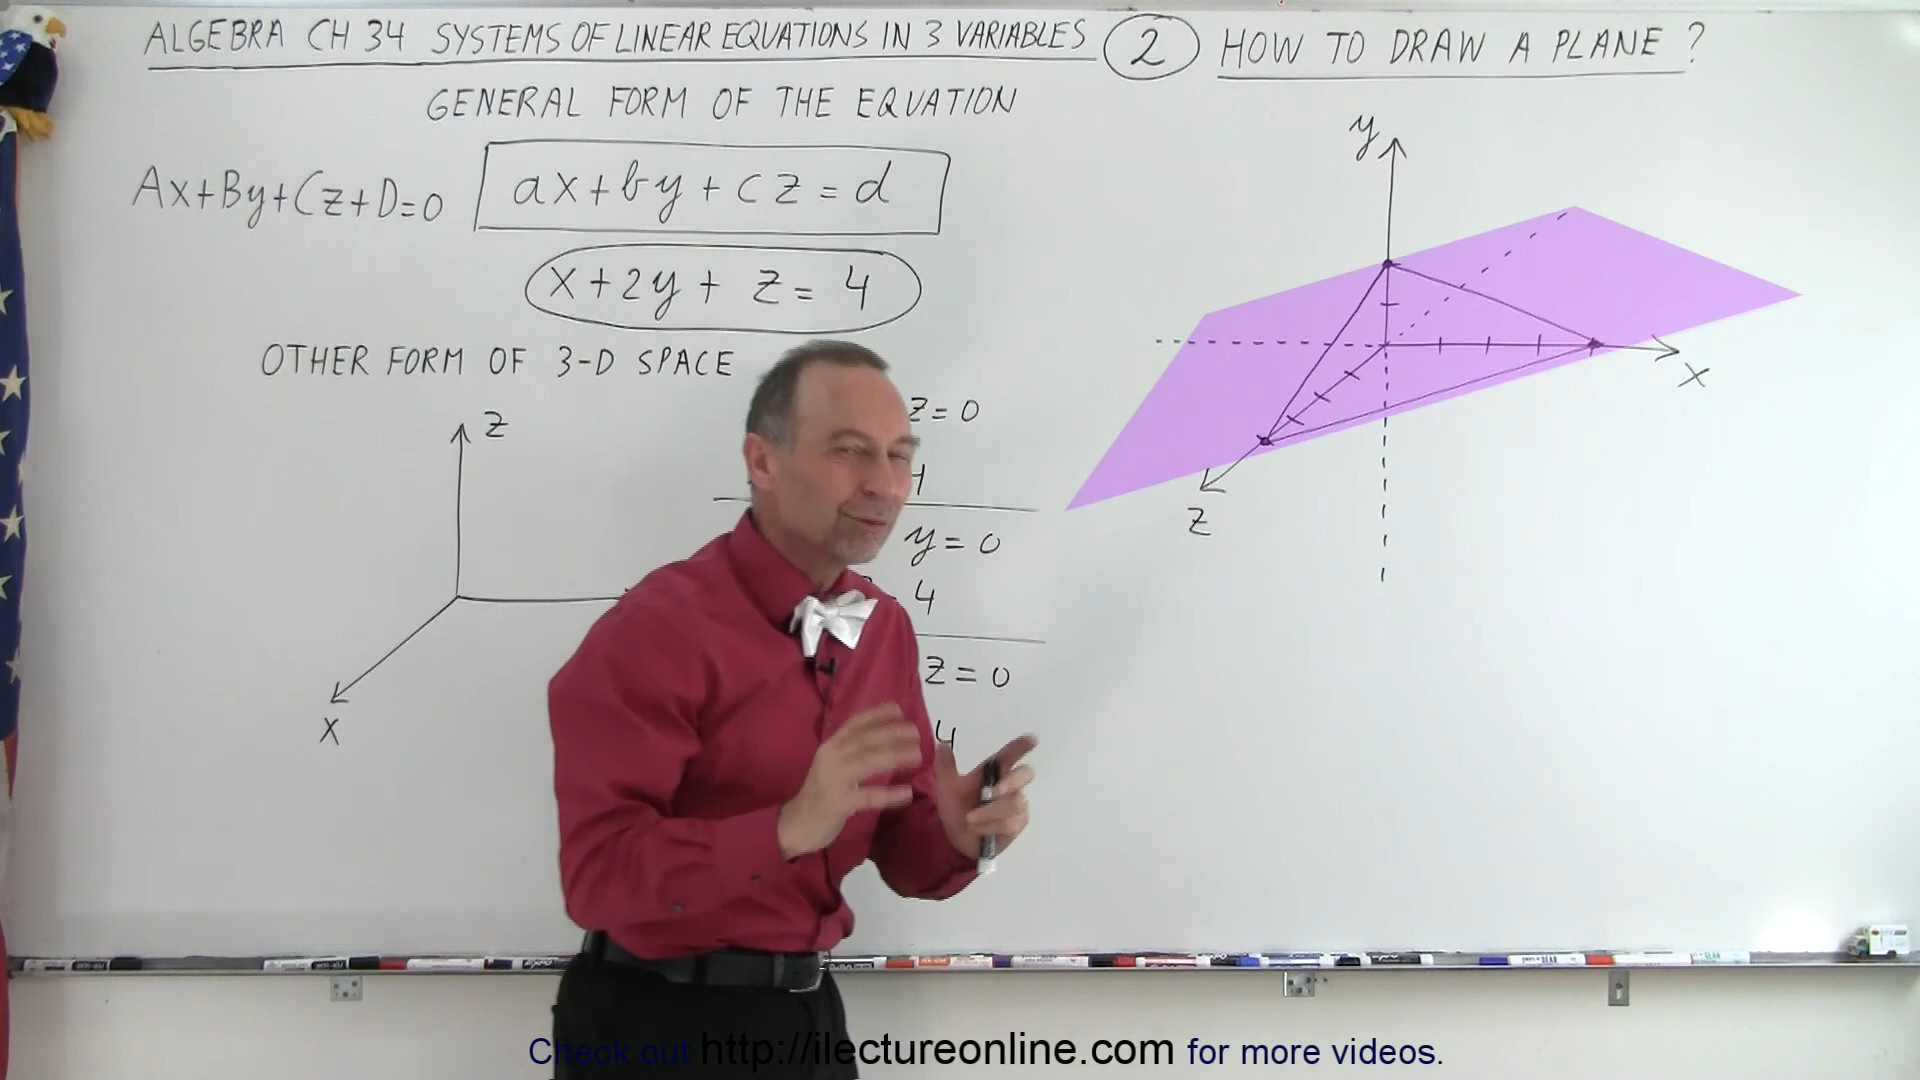 ALGEBRA CH 34 SYSTEMS OF LINEAR EQUATIONS IN 3 VARIABLES 2 HOW TO DRAW A PLANE ?
GENERAL FORM OF THE EQUATION
Ax+By+Cz+D=0
ax+by+cz=d
x+2y+z=4
OTHER FORM OF 3-D SPACE
z
x
z=0
y=0
4
z=0
4
y
x
z
Check out http://ilectureonline.com for more videos.